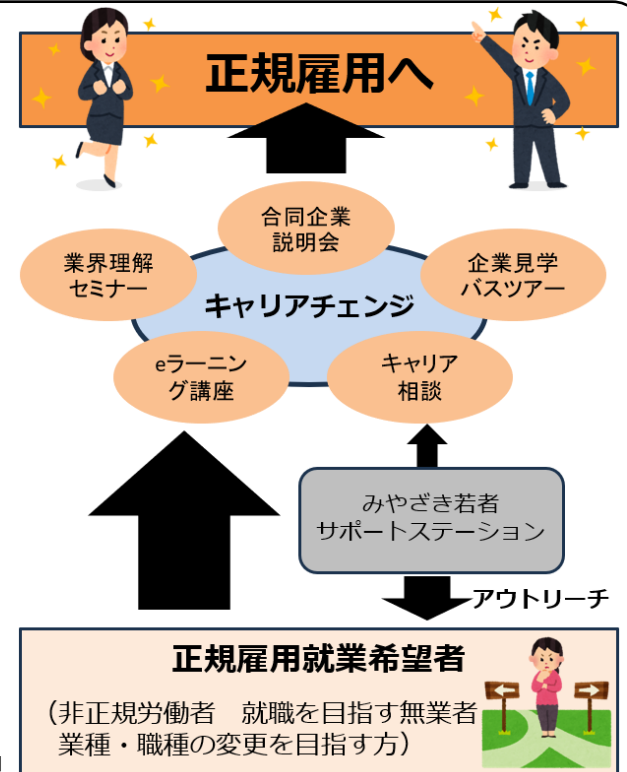 正規雇用へ
合同企業
説明会
業界理解
セミナー
企業見学
バスツアー
キャリアチェンジ
eラーニン
グ講座
キャリア
相談
みやざき若者
サポートステーション
アウトリーチ
正規雇用就業希望者
（非正規労働者　就職を目指す無業者
業種・職種の変更を目指す方）